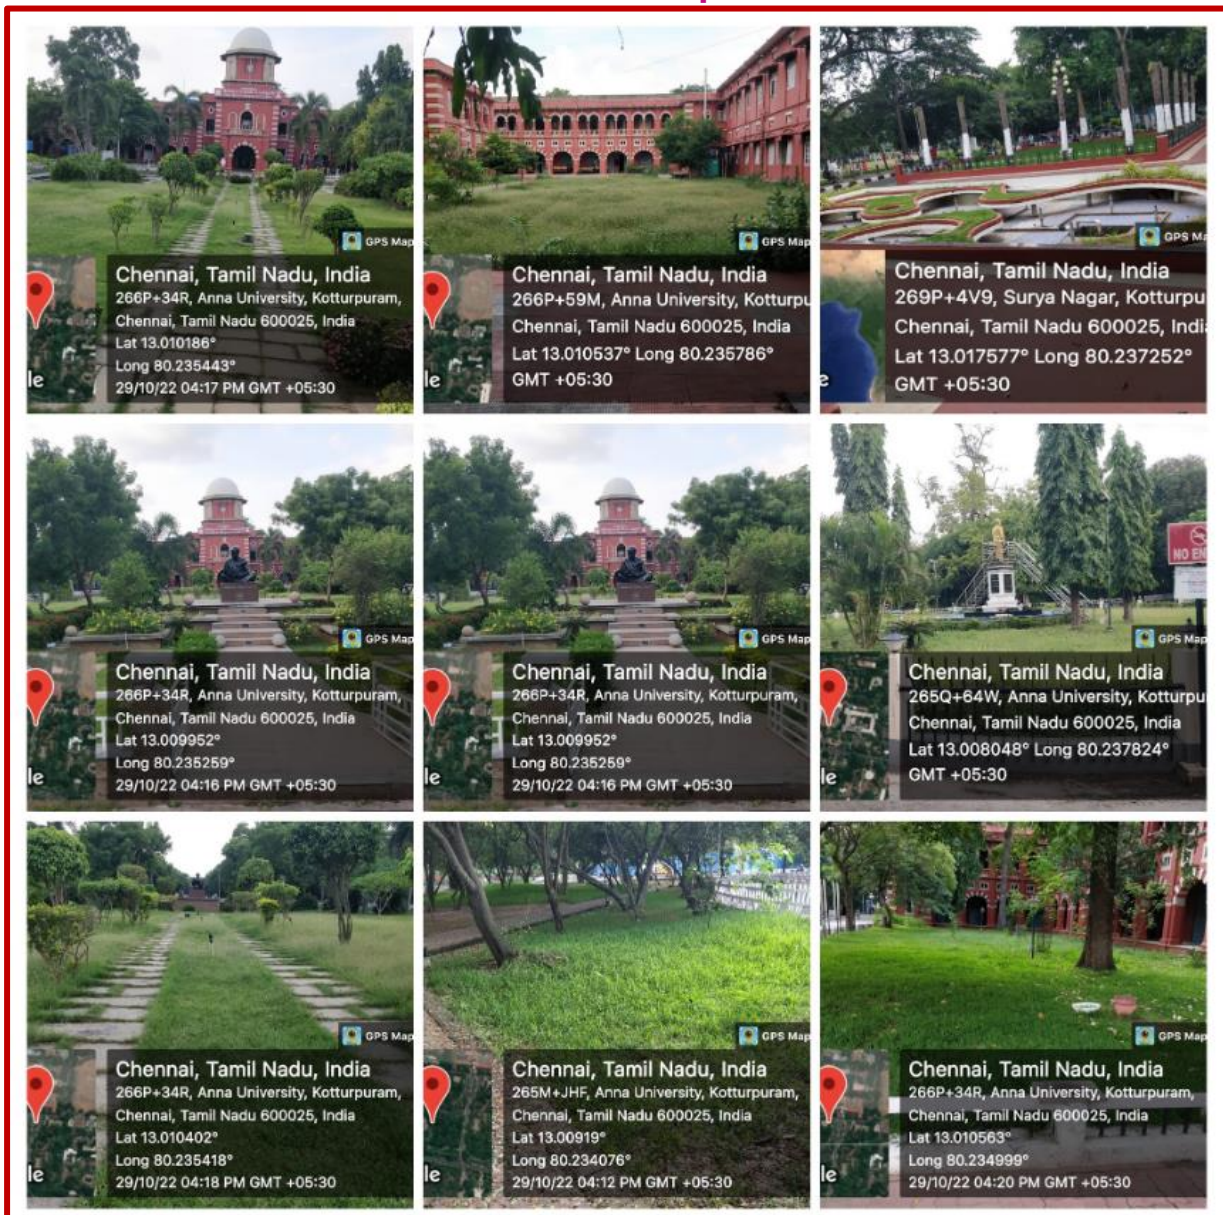 GPS Map
Chennai, Tamil Nadu, India
266P+34R, Anna University, Kotturpuram,
Chennai, Tamil Nadu 600025, India
Lat 13.010186°
Long 80.235443°
29/10/22 04:17 PM GMT +05:30
le
GPS Map
Chennai, Tamil Nadu, India
266P+59M, Anna University, Kotturpu
Chennai, Tamil Nadu 600025, India
Lat 13.010537° Long 80.235786°
GMT +05:30
le
GPS M
Chennai, Tamil Nadu, India
269P+4V9, Surya Nagar, Kotturpu
Chennai, Tamil Nadu 600025, Indi
Lat 13.017577° Long 80.237252°
GMT +05:30
e
GPS Map
Chennai, Tamil Nadu, India
266P+34R, Anna University, Kotturpuram,
Chennai, Tamil Nadu 600025, India
Lat 13.009952°
Long 80.235259°
29/10/22 04:16 PM GMT +05:30
le
GPS Map
Chennai, Tamil Nadu, India
266P+34R, Anna University, Kotturpuram,
Chennai, Tamil Nadu 600025, India
Lat 13.009952°
Long 80.235259°
29/10/22 04:16 PM GMT +05:30
le
NO EN
GPS Map
Chennai, Tamil Nadu, India
265Q+64W, Anna University, Kotturpu
Chennai, Tamil Nadu 600025, India
Lat 13.008048° Long 80.237824°
GMT +05:30
le
GPS Map
Chennai, Tamil Nadu, India
266P+34R, Anna University, Kotturpuram,
Chennai, Tamil Nadu 600025, India
Lat 13.010402°
Long 80.235418°
29/10/22 04:18 PM GMT +05:30
le
GPS Map
Chennai, Tamil Nadu, India
265M+JHF, Anna University, Kotturpuram,
Chennai, Tamil Nadu 600025, India
Lat 13.00919°
Long 80.234076°
29/10/22 04:12 PM GMT +05:30
le
GPS Map
Chennai, Tamil Nadu, India
266P+34R, Anna University, Kotturpuram,
Chennai, Tamil Nadu 600025, India
Lat 13.010563°
Long 80.234999°
29/10/22 04:20 PM GMT +05:30
le